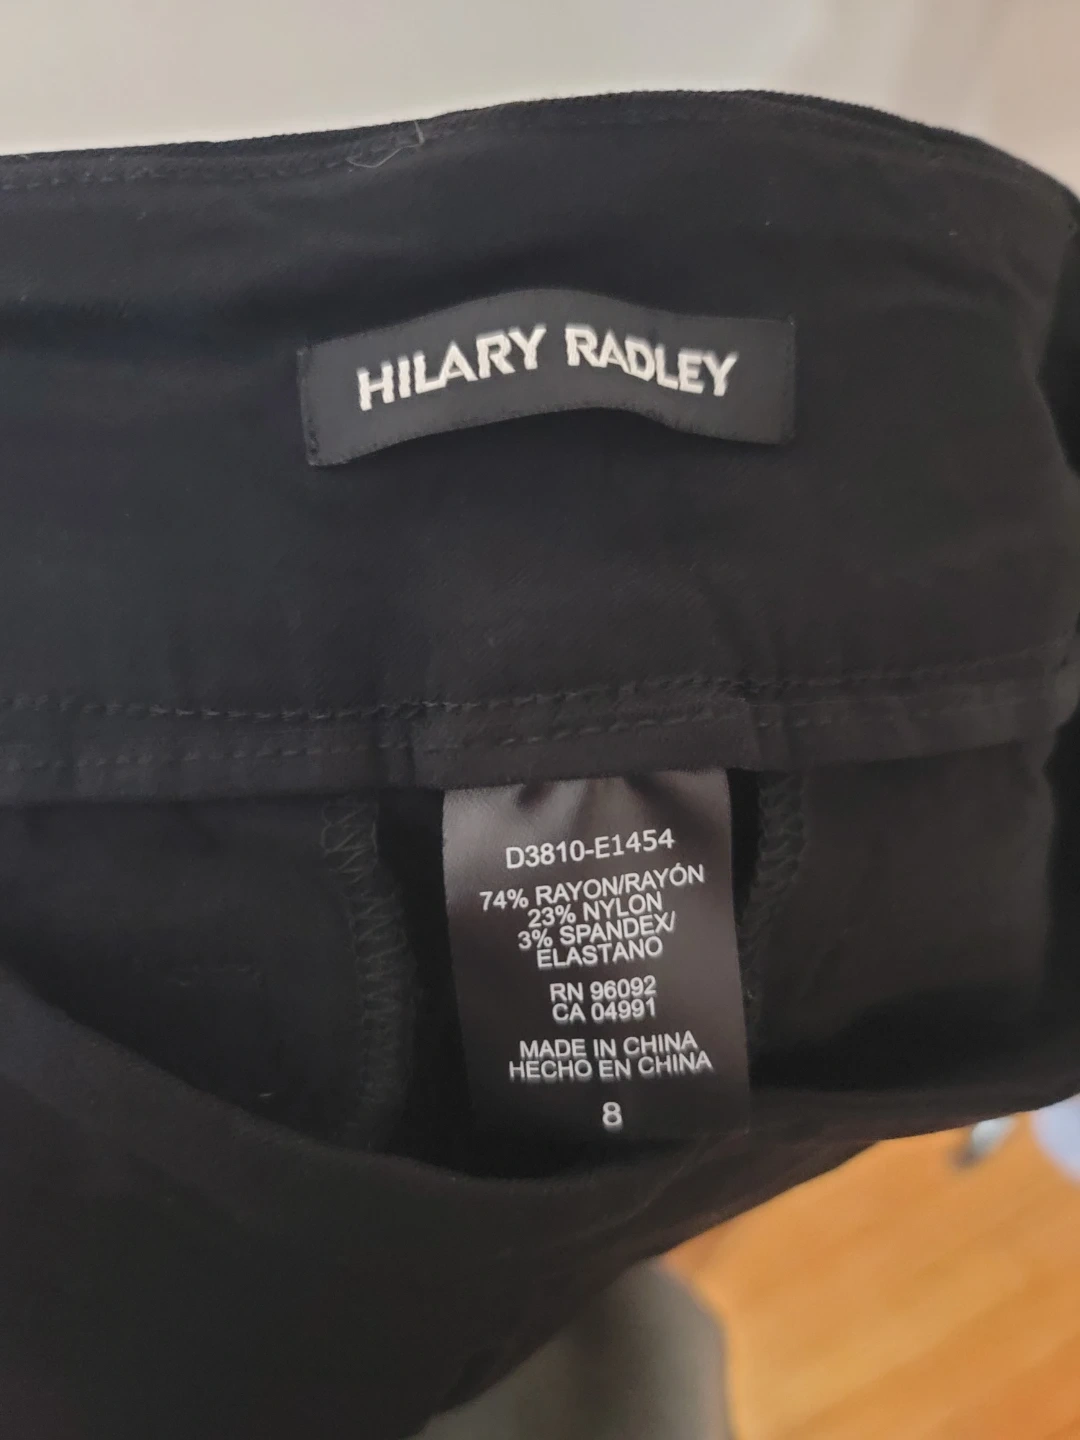 HILARY RADLEY
D3810-E1454
74% RAYON/RAYÓN
23% NYLON
3% SPANDEX/
ELASTANO
RN 96092
CA 04991
MADE IN CHINA
HECHO EN CHINA
8